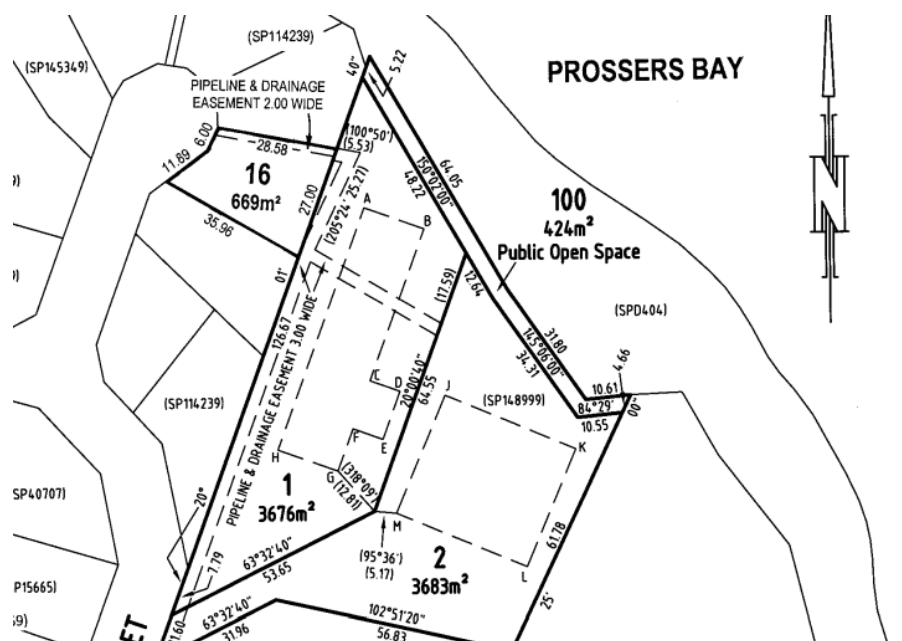 (SP114239)
(SP145349)
40"
5.22
PROSSERS BAY
PIPELINE & DRAINAGE
EASEMENT 2.00 WIDE
6.00
28.58
(100°50')
(5.53)
11.89
16
669m²
27.00
(205°24' 25.27)
150°02'00"
48.22
64.05
100
424m²
Public Open Space
A
B
35.96
01'
(17.59)
12.64
(SPD404)
126.67
PIPELINE & DRAINAGE EASEMENT 3.00 WIDE
145°06'00"
34.31
31.80
4.66
C
D
20°00'40"
64.55
J
(SP148999)
10.61
84°29'
00"
10.55
(SP114239)
F
E
K
H
G
(318°09')
(12.81)
SP40707)
20°
1
3676m²
M
(95°36')
(5.17)
2
3683m²
L
61.78
7.79
63°32'40"
53.65
P15665)
59)
25'
63°32'40"
31.96
102°51'20"
56.83
11.60
ET